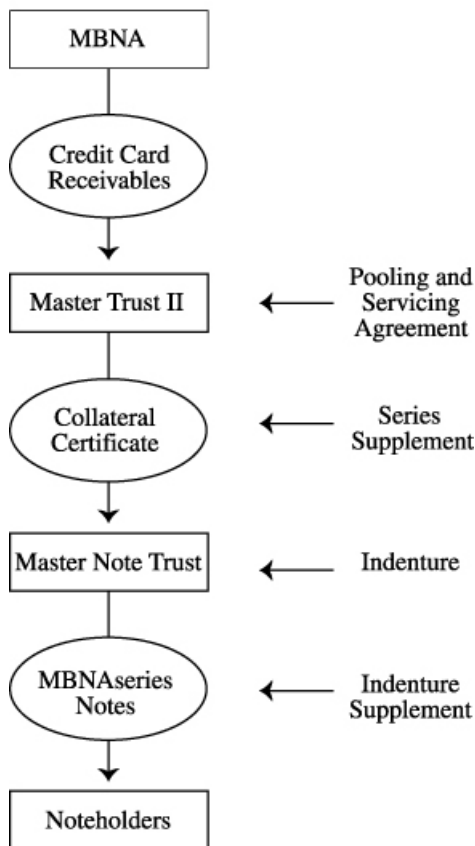 MBNA
Credit Card
Receivables
Master Trust II
Pooling and
Servicing
Agreement
Collateral
Certificate
Series
Supplement
Master Note Trust
Indenture
MBNAseries
Notes
Indenture
Supplement
Noteholders